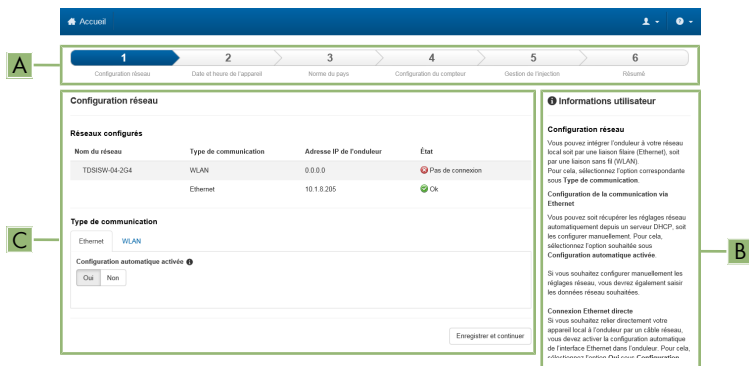 Accueil
A
1 2 3 4 5 6
Configuration réseau Date et heure de l'appareil Norme du pays Configuration du compteur Gestion de l'injection Résumé
C
Configuration réseau
Réseaux configurés
Nom du réseau Type de communication Adresse IP de l'onduleur État
TDSISW-04-2G4 WLAN 0.0.0.0 Pas de connexion
Ethernet 10.1.8.205 Ok
Type de communication
Ethernet WLAN
Configuration automatique activée
Oui Non
Enregistrer et continuer
B
Informations utilisateur
Configuration réseau
Vous pouvez intégrer l'onduleur à votre réseau
local soit par une liaison filaire (Ethernet), soit
par une liaison sans fil (WLAN).
Pour cela, sélectionnez l'option correspondante
sous Type de communication.
Configuration de la communication via
Ethernet
Vous pouvez soit récupérer les réglages réseau
automatiquement depuis un serveur DHCP, soit
les configurer manuellement. Pour cela,
sélectionnez l'option souhaitée sous
Configuration automatique activée.
Si vous souhaitez configurer manuellement les
réglages réseau, vous devrez également saisir
les données réseau souhaitées.
Connexion Ethernet directe
Si vous souhaitez relier directement votre
appareil local à l'onduleur par un câble réseau,
vous devez activer la configuration automatique
de l'interface Ethernet dans l'onduleur. Pour cela,
sélectionnez l'option Oui sous Configuration